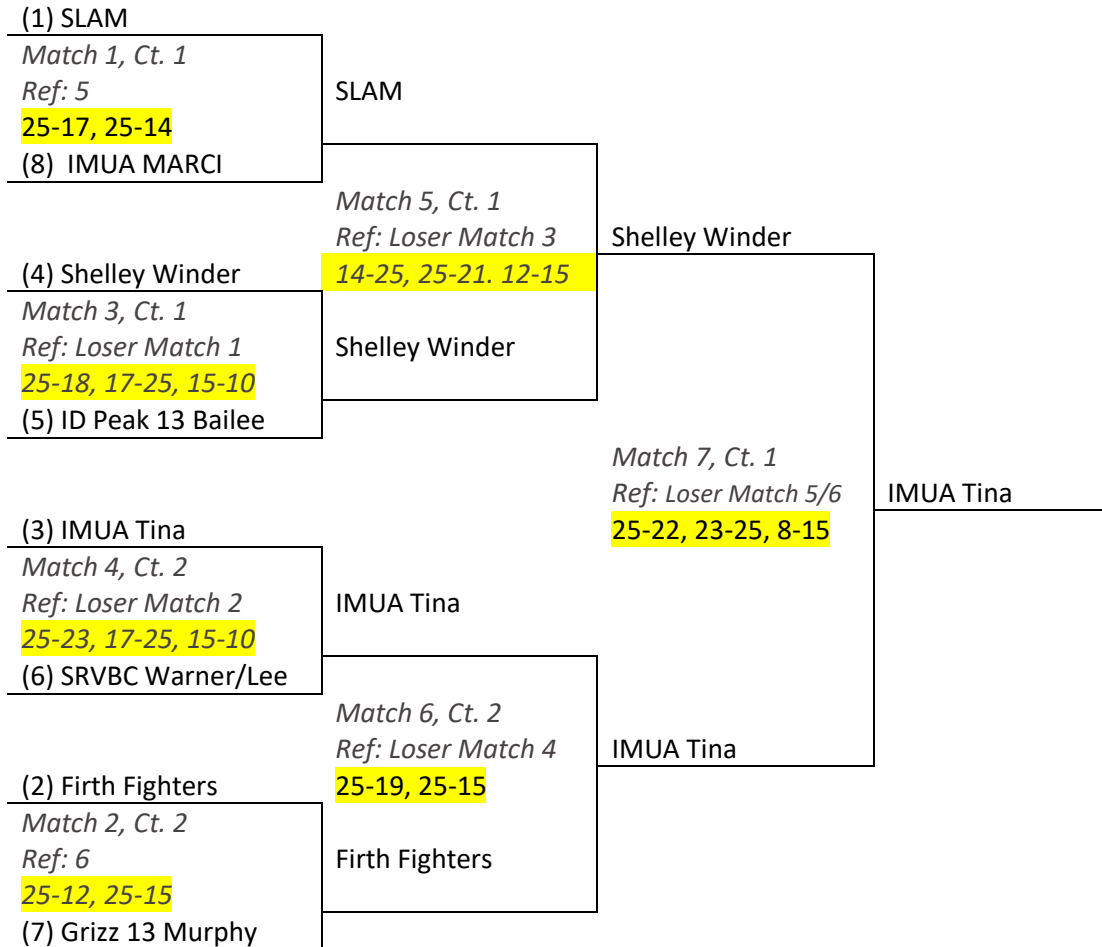 (1) SLAM
Match 1, Ct. 1
Ref: 5
25-17, 25-14
(8)  IMUA MARCI
SLAM
Match 5, Ct. 1
Ref: Loser Match 3
14-25, 25-21. 12-15
Shelley Winder
(4) Shelley Winder
Match 3, Ct. 1
Ref: Loser Match 1
25-18, 17-25, 15-10
(5) ID Peak 13 Bailee
Shelley Winder
Match 7, Ct. 1
Ref: Loser Match 5/6
25-22, 23-25, 8-15
IMUA Tina
(3) IMUA Tina
Match 4, Ct. 2
Ref: Loser Match 2
25-23, 17-25, 15-10
(6) SRVBC Warner/Lee
IMUA Tina
Match 6, Ct. 2
Ref: Loser Match 4
25-19, 25-15
IMUA Tina
(2) Firth Fighters
Match 2, Ct. 2
Ref: 6
25-12, 25-15
(7) Grizz 13 Murphy
Firth Fighters